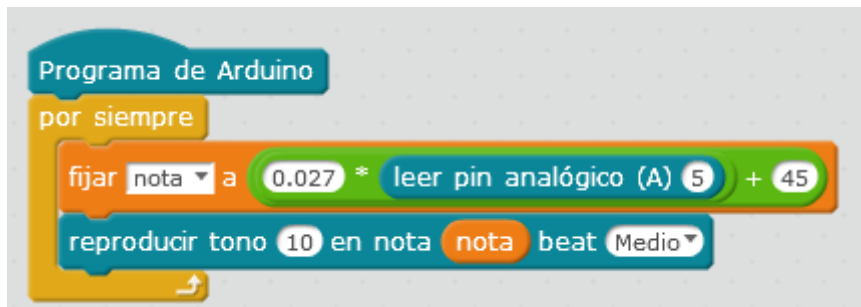 Programa de Arduino
por siempre
fijar nota a 0.027 * leer pin analógico (A) 5 + 45
reproducir tono 10 en nota nota beat Medio